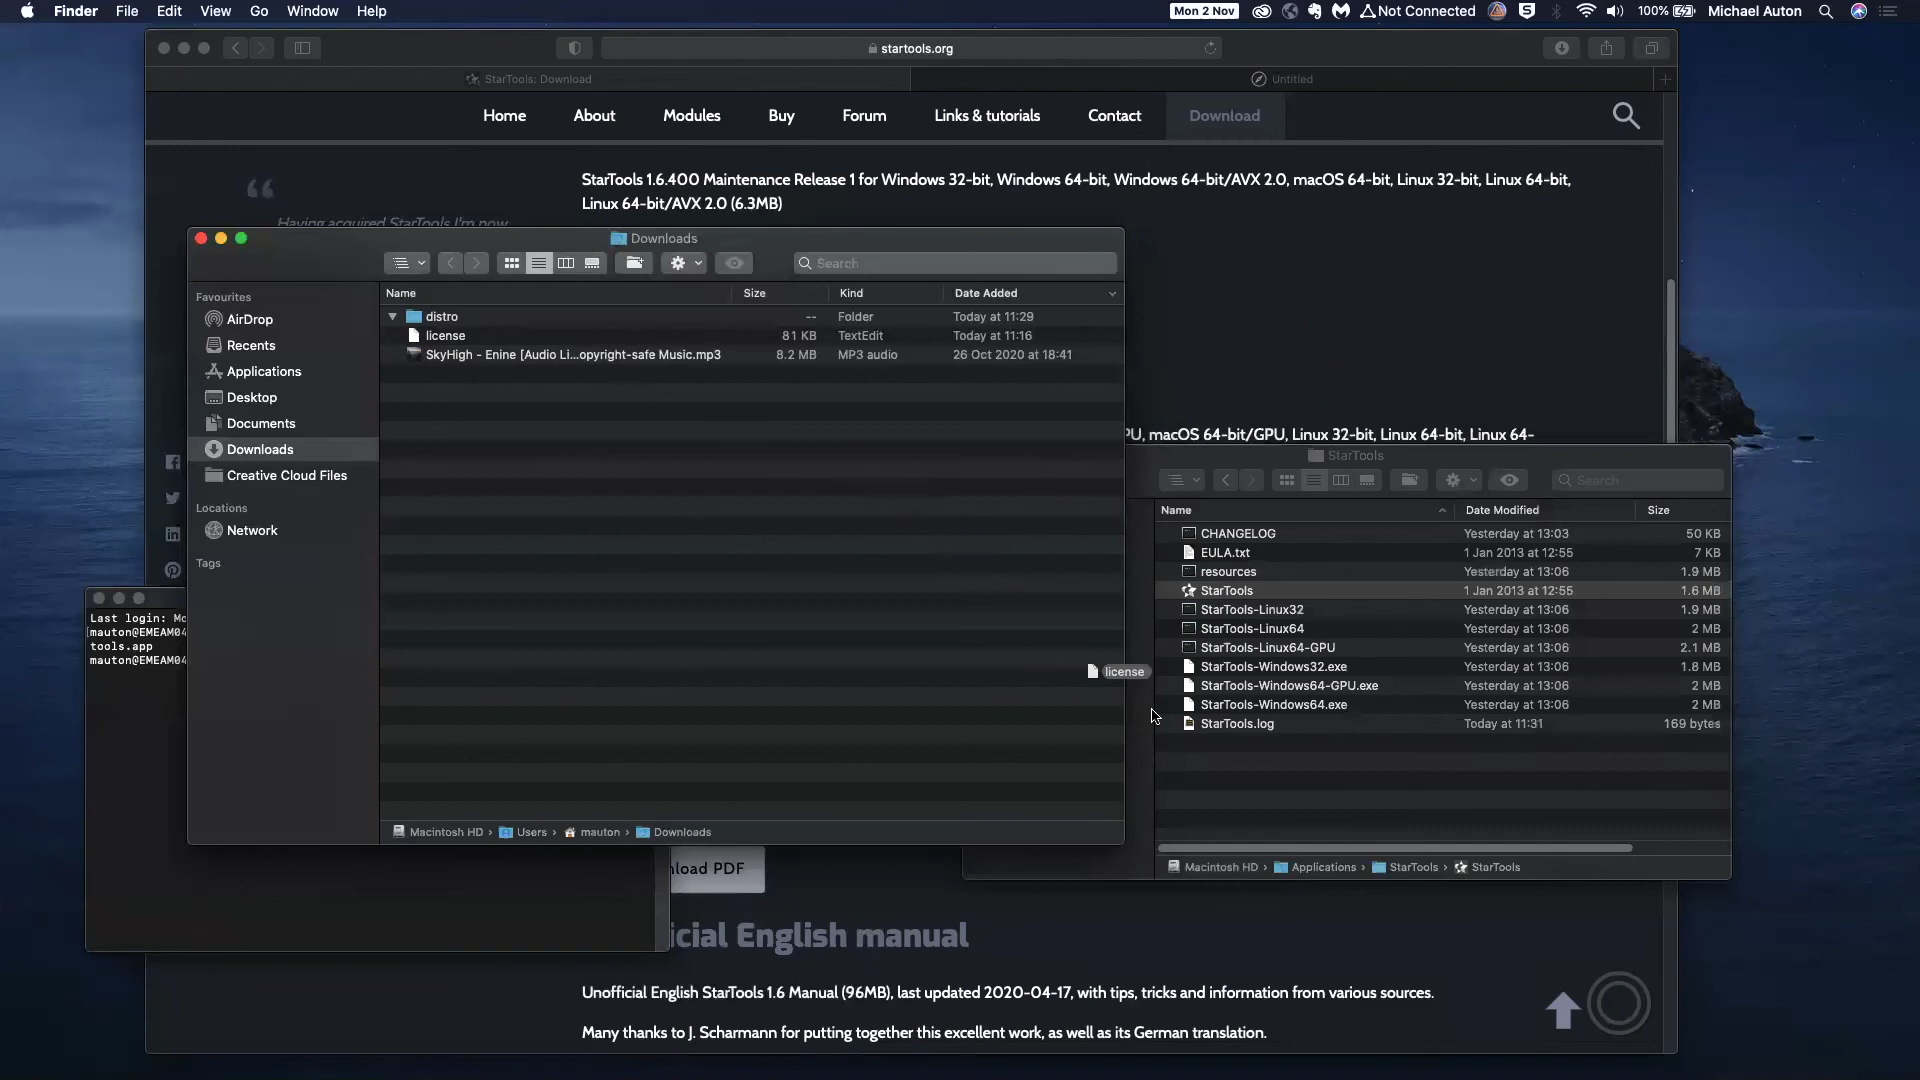 Finder File Edit View Go Window Help
Mon 2 Nov Not Connected 100% Michael Auton
startools.org
StarTools: Download Untitled
Home About Modules Buy Forum Links & tutorials Contact Download
StarTools 1.6.400 Maintenance Release 1 for Windows 32-bit, Windows 64-bit, Windows 64-bit/AVX 2.0, macOS 64-bit, Linux 32-bit, Linux 64-bit,
Linux 64-bit/AVX 2.0 (6.3MB)
Having acquired StarTools I'm now
PU, macOS 64-bit/GPU, Linux 32-bit, Linux 64-bit, Linux 64-
Downloads
Search
Favourites
AirDrop
Recents
Applications
Desktop
Documents
Downloads
Creative Cloud Files
Locations
Network
Tags
Name Size Kind Date Added
distro -- Folder Today at 11:29
license 81 KB TextEdit Today at 11:16
SkyHigh - Enine [Audio Li...opyright-safe Music.mp3 8.2 MB MP3 audio 26 Oct 2020 at 18:41
license
Macintosh HD › Users › mauton › Downloads
StarTools
Search
Name Date Modified Size
CHANGELOG Yesterday at 13:03 50 KB
EULA.txt 1 Jan 2013 at 12:55 7 KB
resources Yesterday at 13:06 1.9 MB
StarTools 1 Jan 2013 at 12:55 1.6 MB
StarTools-Linux32 Yesterday at 13:06 1.9 MB
StarTools-Linux64 Yesterday at 13:06 2 MB
StarTools-Linux64-GPU Yesterday at 13:06 2.1 MB
StarTools-Windows32.exe Yesterday at 13:06 1.8 MB
StarTools-Windows64-GPU.exe Yesterday at 13:06 2 MB
StarTools-Windows64.exe Yesterday at 13:06 2 MB
StarTools.log Today at 11:31 169 bytes
Macintosh HD › Applications › StarTools › StarTools
Last login: Mo
[mauton@EMEAM04
tools.app
mauton@EMEAM04
nload PDF
icial English manual
Unofficial English StarTools 1.6 Manual (96MB), last updated 2020-04-17, with tips, tricks and information from various sources.
Many thanks to J. Scharmann for putting together this excellent work, as well as its German translation.